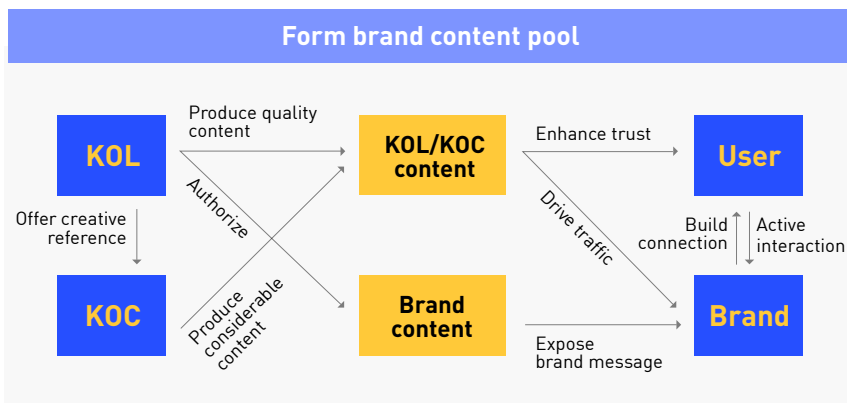 Form brand content pool
Produce quality
content
KOL
KOL/KOC
content
Enhance trust
User
Authorize
Drive traffic
Offer creative
reference
Build
connection
Active
interaction
KOC
Produce
considerable
content
Brand
content
Brand
Expose
brand message